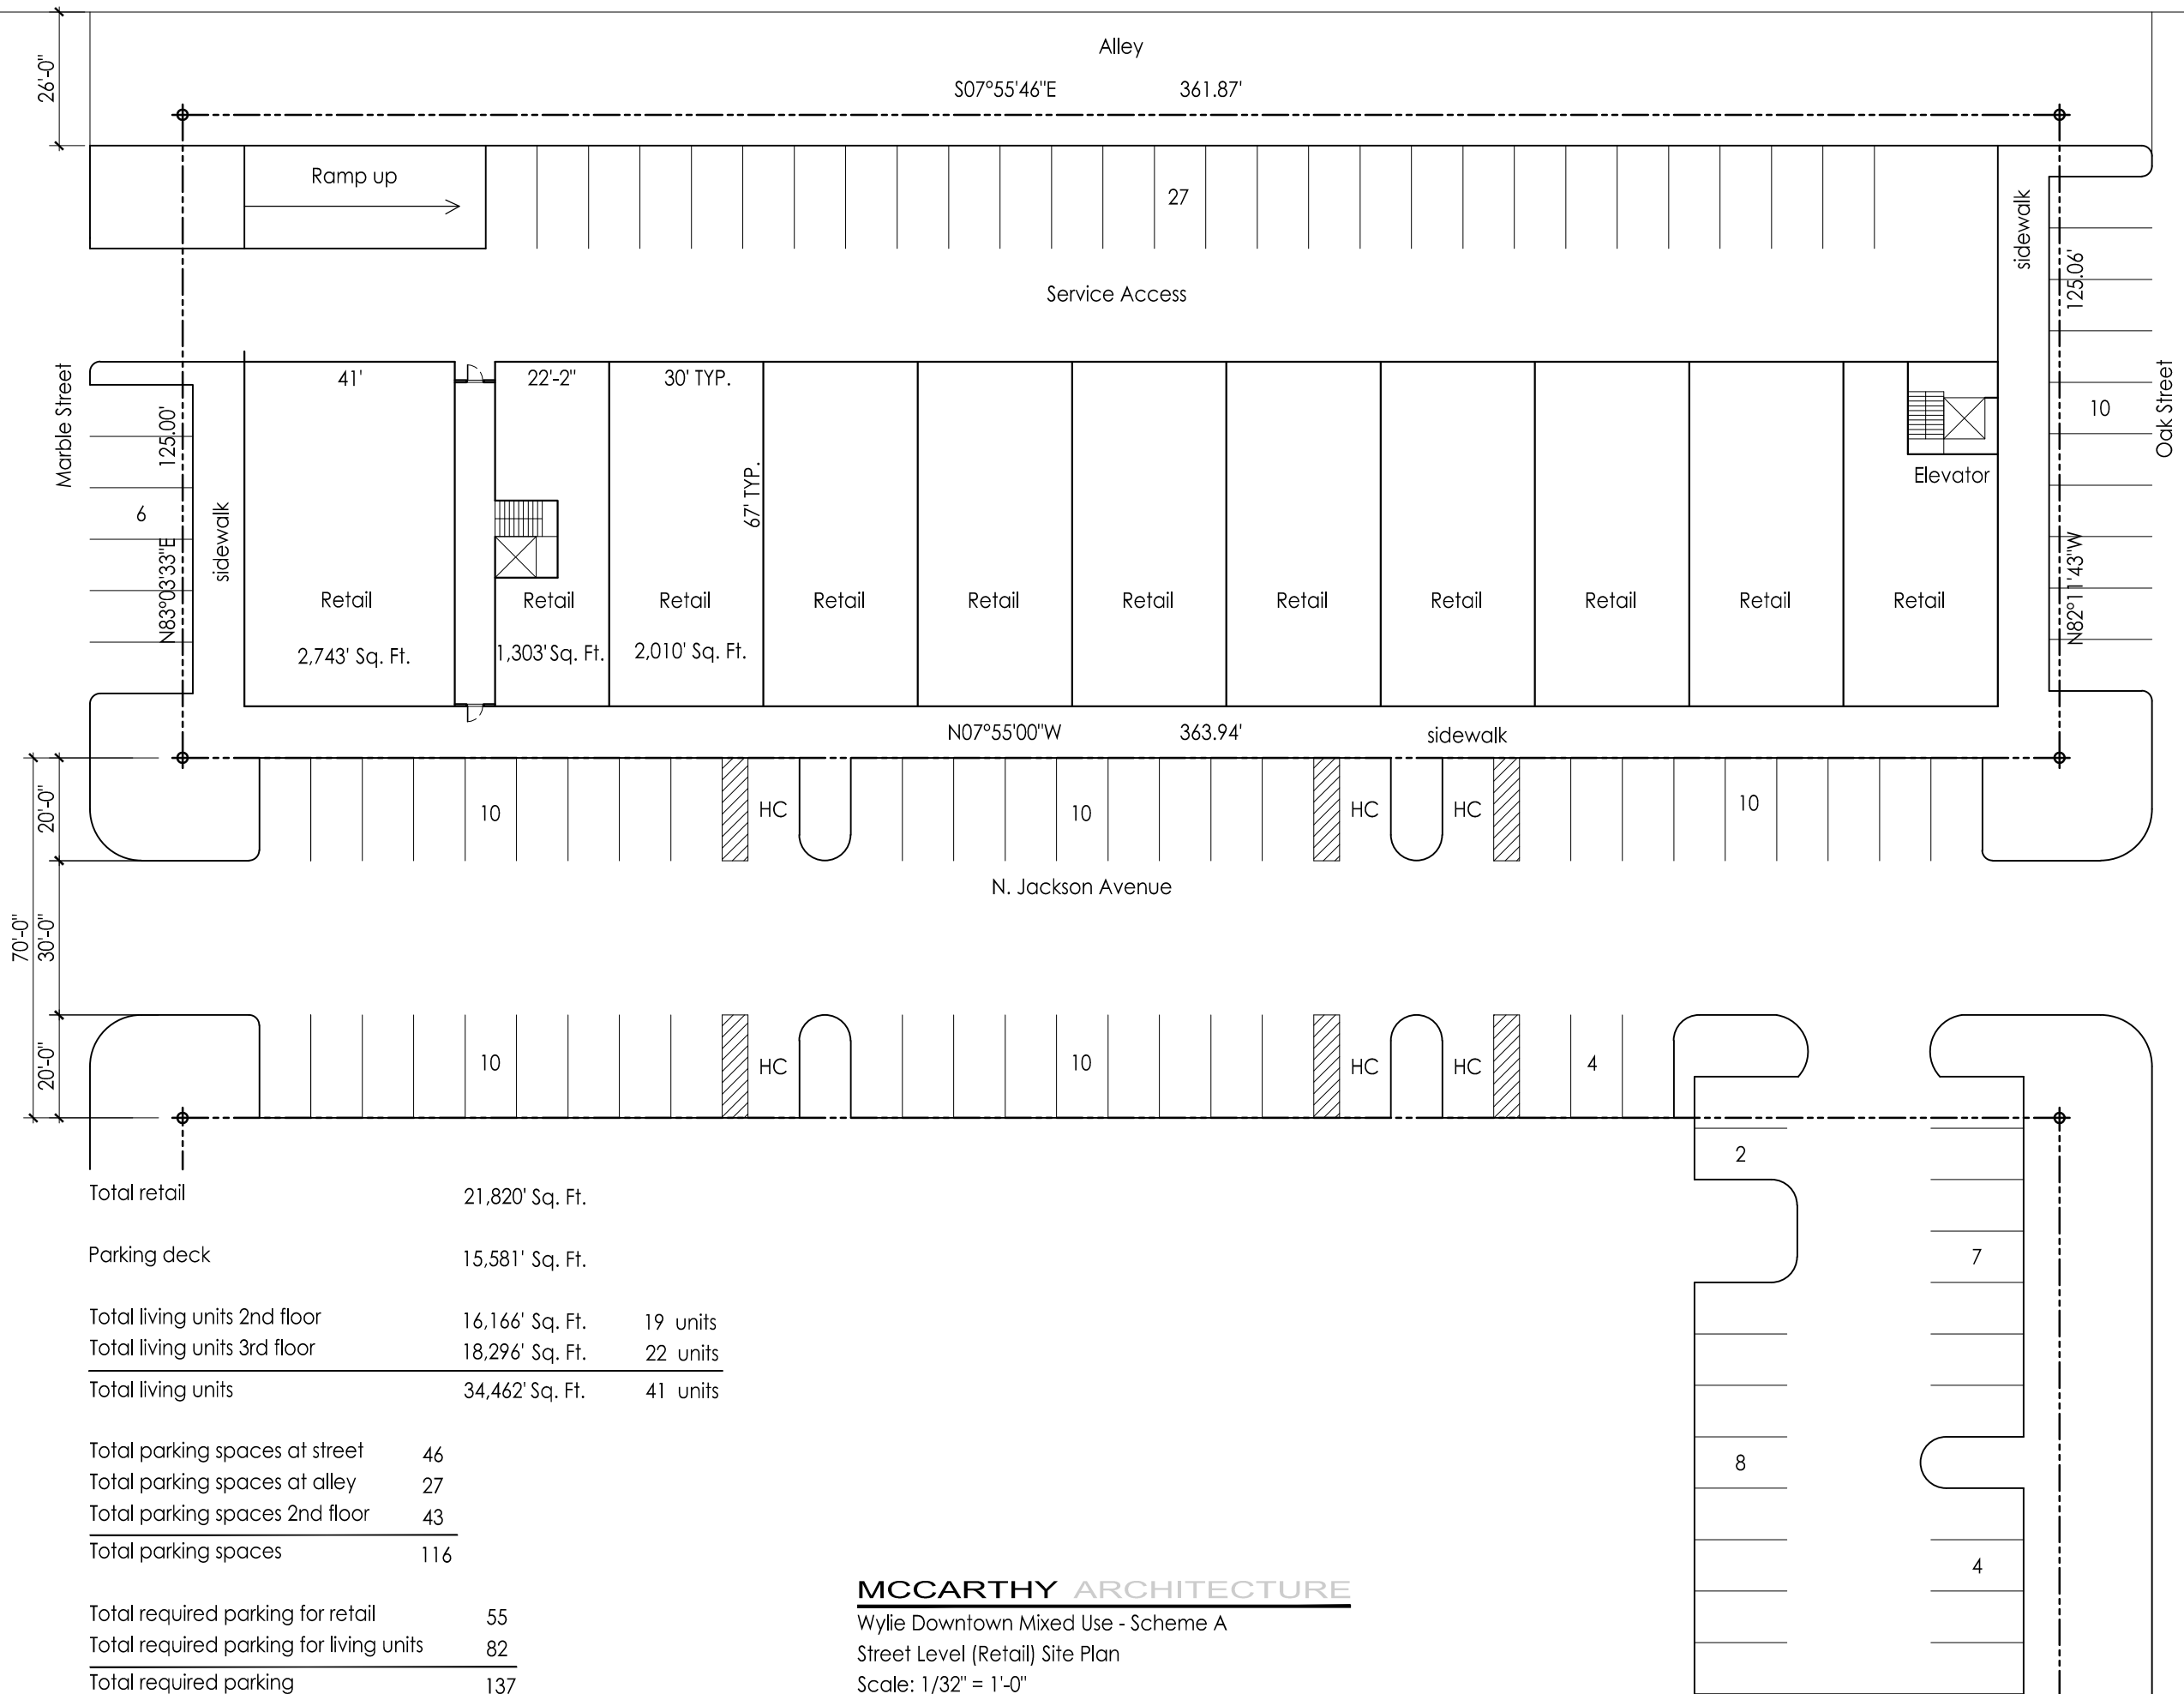 Alley
26'-0"
S07°55'46"E 361.87'
Ramp up
27
sidewalk
125.06'
Service Access
Marble Street
125.00'
41'
22'-2"
30' TYP.
10
Oak Street
67' TYP.
Elevator
6
sidewalk
N83°03'33"E
N82°11'43"W
Retail Retail Retail Retail Retail Retail Retail Retail Retail Retail Retail
2,743' Sq. Ft. 1,303' Sq. Ft. 2,010' Sq. Ft.
N07°55'00"W 363.94' sidewalk
20'-0"
10 HC 10 HC HC 10
N. Jackson Avenue
70'-0"
30'-0"
20'-0"
10 HC 10 HC HC 4
2
7
8
4
Total retail 21,820' Sq. Ft.
Parking deck 15,581' Sq. Ft.
Total living units 2nd floor 16,166' Sq. Ft. 19 units
Total living units 3rd floor 18,296' Sq. Ft. 22 units
Total living units 34,462' Sq. Ft. 41 units
Total parking spaces at street 46
Total parking spaces at alley 27
Total parking spaces 2nd floor 43
Total parking spaces 116
Total required parking for retail 55
Total required parking for living units 82
Total required parking 137
MCCARTHY ARCHITECTURE
Wylie Downtown Mixed Use - Scheme A
Street Level (Retail) Site Plan
Scale: 1/32" = 1'-0"